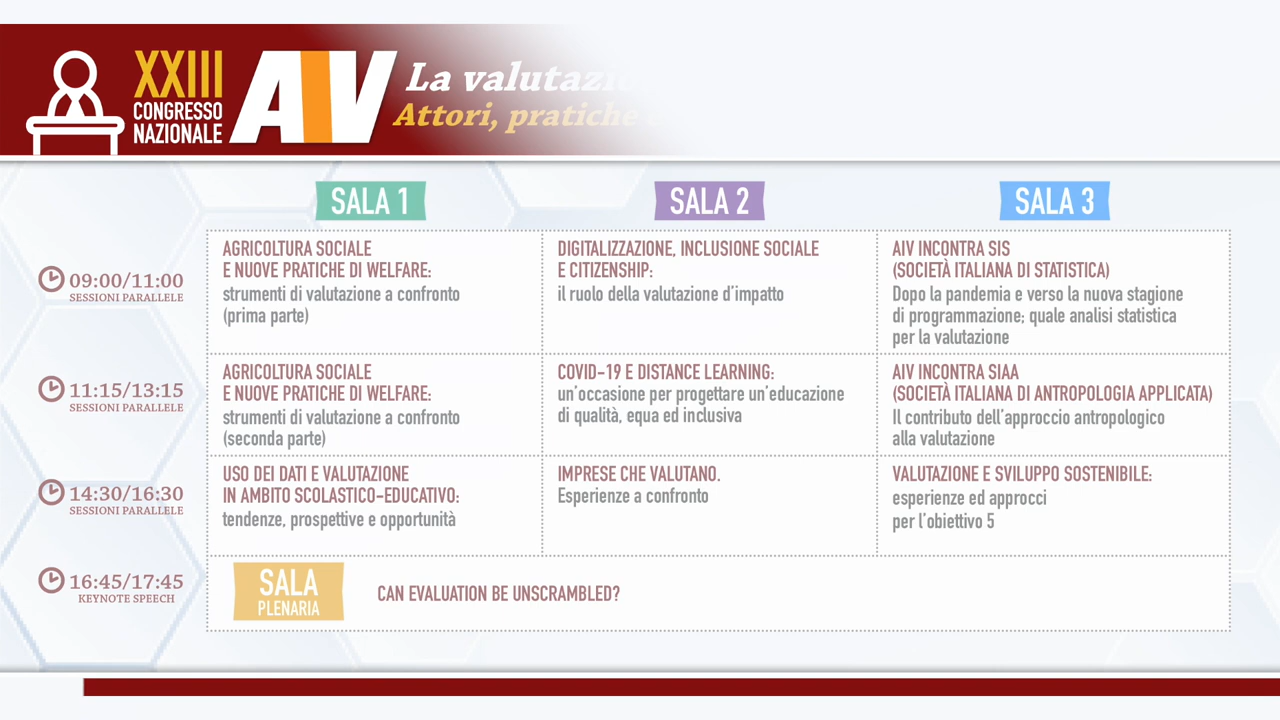 XXIII
CONGRESSO
NAZIONALE
AIV
La
Attori, pratiche
SALA 1
SALA 2
SALA 3
09:00/11:00
SESSIONI PARALLELE
AGRICOLTURA SOCIALE
E NUOVE PRATICHE DI WELFARE:
strumenti di valutazione a confronto
(prima parte)
DIGITALIZZAZIONE, INCLUSIONE SOCIALE
E CITIZENSHIP:
il ruolo della valutazione d'impatto
AIV INCONTRA SIS
(SOCIETÀ ITALIANA DI STATISTICA)
Dopo la pandemia e verso la nuova stagione
di programmazione; quale analisi statistica
per la valutazione
11:15/13:15
SESSIONI PARALLELE
AGRICOLTURA SOCIALE
E NUOVE PRATICHE DI WELFARE:
strumenti di valutazione a confronto
(seconda parte)
COVID-19 E DISTANCE LEARNING:
un'occasione per progettare un'educazione
di qualità, equa ed inclusiva
AIV INCONTRA SIAA
(SOCIETÀ ITALIANA DI ANTROPOLOGIA APPLICATA)
Il contributo dell'approccio antropologico
alla valutazione
14:30/16:30
SESSIONI PARALLELE
USO DEI DATI E VALUTAZIONE
IN AMBITO SCOLASTICO-EDUCATIVO:
tendenze, prospettive e opportunità
IMPRESE CHE VALUTANO.
Esperienze a confronto
VALUTAZIONE E SVILUPPO SOSTENIBILE:
esperienze ed approcci
per l'obiettivo 5
16:45/17:45
KEYNOTE SPEECH
SALA
PLENARIA
CAN EVALUATION BE UNSCRAMBLED?